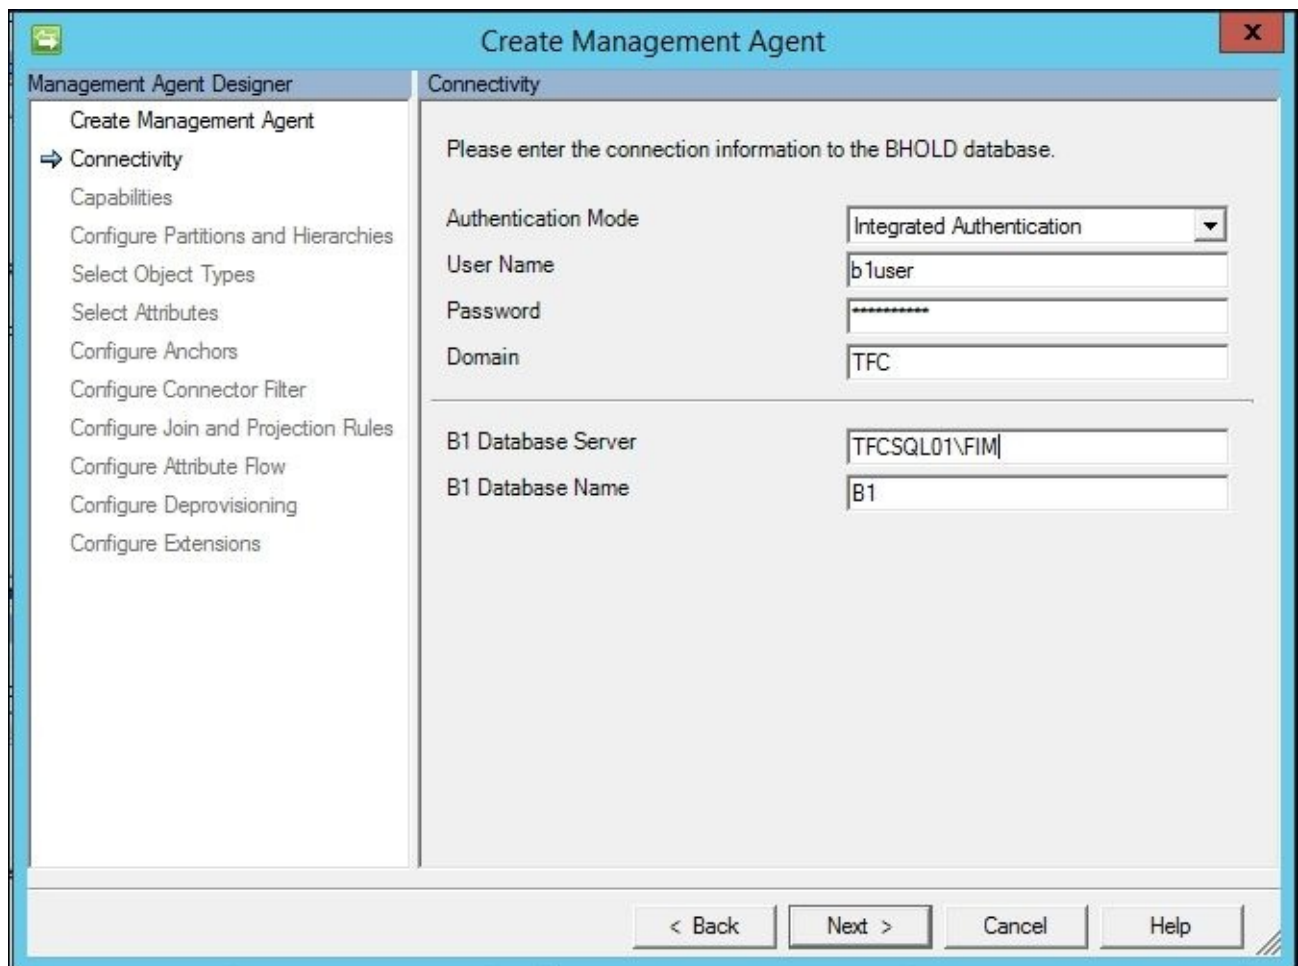 Create Management Agent
x
Management Agent Designer
Connectivity
Create Management Agent
Connectivity
Capabilities
Configure Partitions and Hierarchies
Select Object Types
Select Attributes
Configure Anchors
Configure Connector Filter
Configure Join and Projection Rules
Configure Attribute Flow
Configure Deprovisioning
Configure Extensions
Please enter the connection information to the BHOLD database.
Authentication Mode
Integrated Authentication
User Name
b1user
Password
**********
Domain
TFC
B1 Database Server
TFCSQL01\FIM
B1 Database Name
B1
< Back
Next >
Cancel
Help